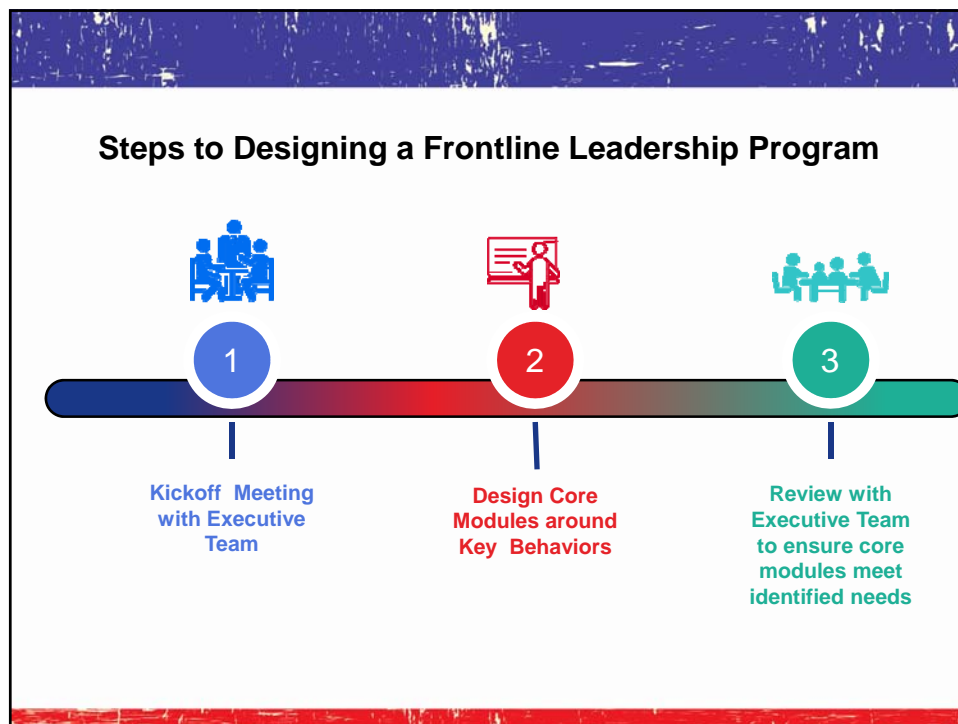 Steps to Designing a Frontline Leadership Program
1
2
3
Kickoff Meeting
with Executive
Team
Design Core
Modules around
Key Behaviors
Review with
Executive Team
to ensure core
modules meet
identified needs